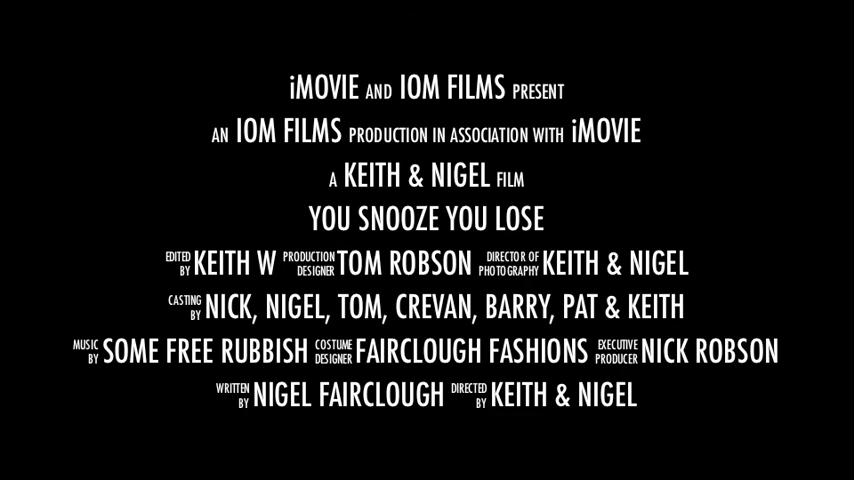 iMOVIE AND IOM FILMS PRESENT
AN IOM FILMS PRODUCTION IN ASSOCIATION WITH iMOVIE
A KEITH & NIGEL FILM
YOU SNOOZE YOU LOSE
EDITED BY KEITH W PRODUCTION DESIGNER TOM ROBSON DIRECTOR OF PHOTOGRAPHY KEITH & NIGEL
CASTING BY NICK, NIGEL, TOM, CREVAN, BARRY, PAT & KEITH
MUSIC BY SOME FREE RUBBISH COSTUME DESIGNER FAIRCLOUGH FASHIONS EXECUTIVE PRODUCER NICK ROBSON
WRITTEN BY NIGEL FAIRCLOUGH DIRECTED BY KEITH & NIGEL